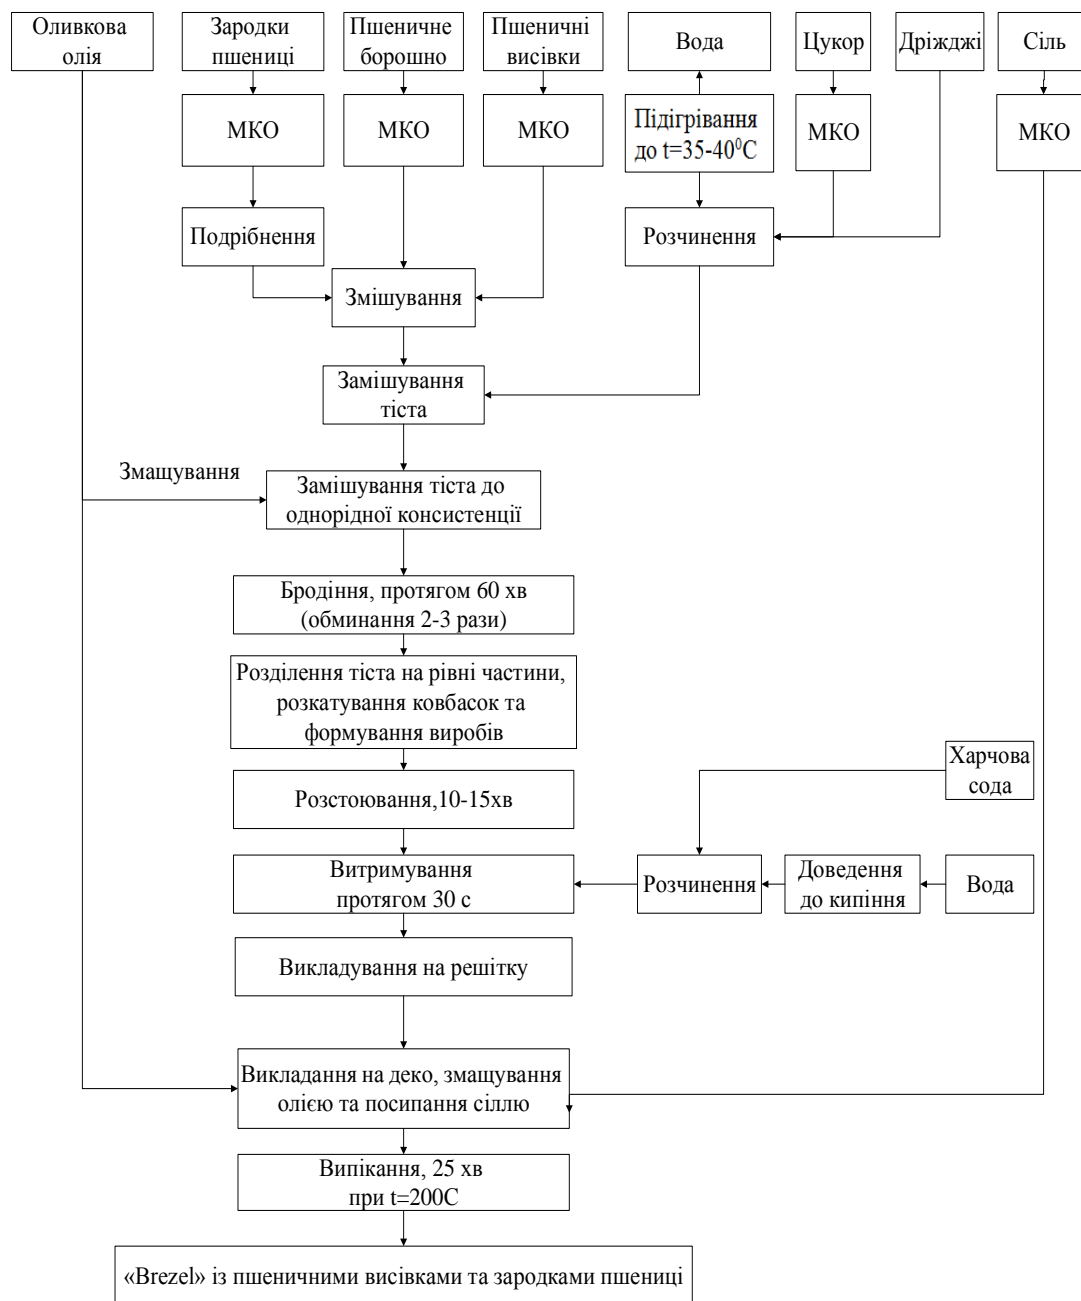 Оливкова
олія
Зародки
пшениці
Пшеничне
борошно
Пшеничні
висівки
Вода
Цукор
Дріжджі
Сіль
МКО
МКО
МКО
Підігрівання
до t=35-40⁰С
МКО
МКО
Подрібнення
Розчинення
Змішування
Замішування
тіста
Змащування
Замішування тіста до
однорідної консистенції
Бродіння, протягом 60 хв
(обминання 2-3 рази)
Розділення тіста на рівні частини,
розкатування ковбасок та
формування виробів
Харчова
сода
Розстоювання,10-15хв
Витримування
протягом 30 с
Розчинення
Доведення
до кипіння
Вода
Викладування на решітку
Викладання на деко, змащування
олією та посипання сіллю
Випікання, 25 хв
при t=200С
«Brezel» із пшеничними висівками та зародками пшениці